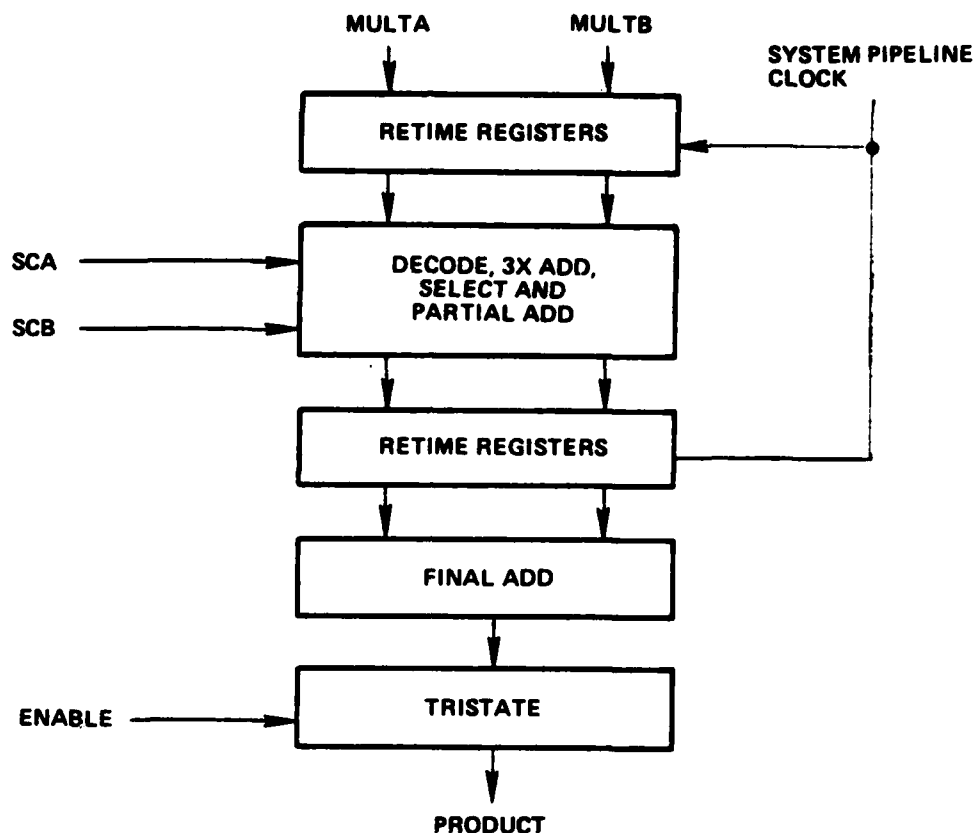 MULTA
MULTB
SYSTEM PIPELINE
CLOCK
RETIME REGISTERS
SCA
SCB
DECODE, 3X ADD,
SELECT AND
PARTIAL ADD
RETIME REGISTERS
FINAL ADD
ENABLE
TRISTATE
PRODUCT